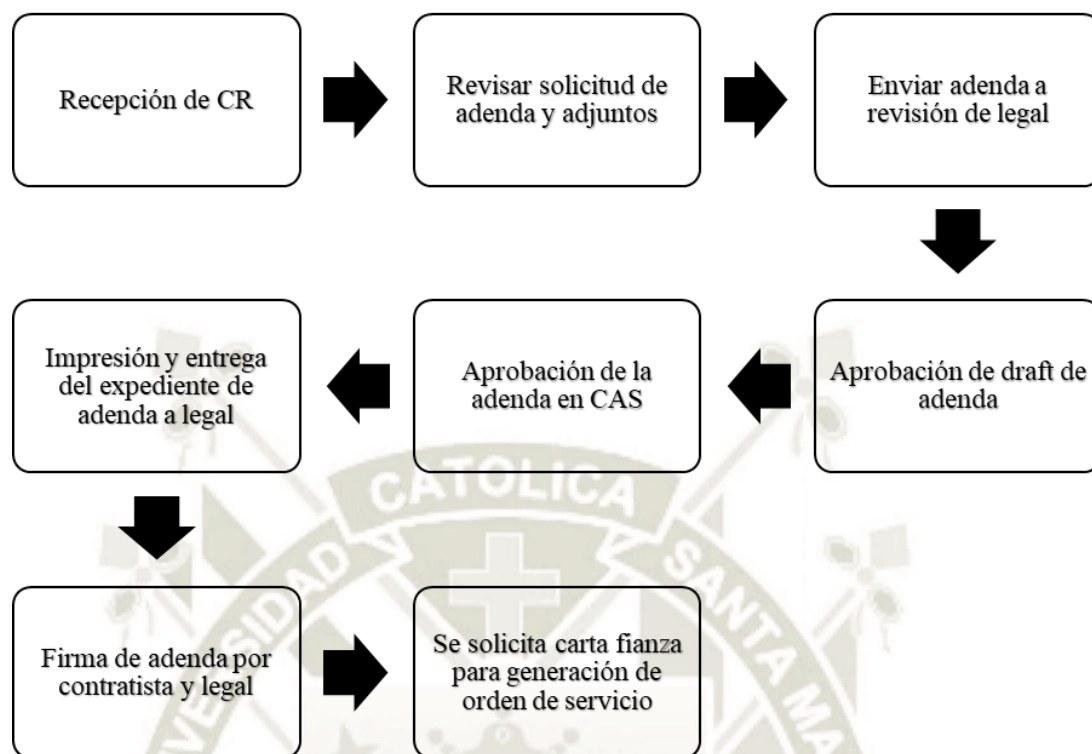 Recepción de CR
Revisar solicitud de
adenda y adjuntos
Enviar adenda a
revisión de legal
Aprobación de draft de
adenda
Aprobación de la
adenda en CAS
Impresión y entrega
del expediente de
adenda a legal
Firma de adenda por
contratista y legal
Se solicita carta fianza
para generación de
orden de servicio
CATOLICA
SANTA MA
VERSIDAD